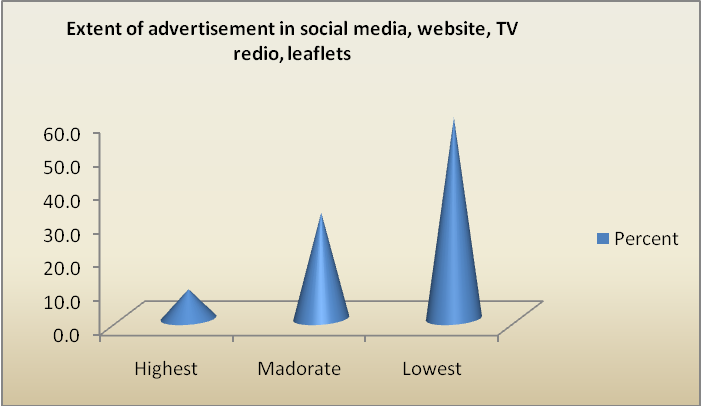 Extent of advertisement in social media, website, TV
redio, leaflets
60.0
50.0
40.0
30.0
20.0
10.0
0.0
Percent
Highest
Madorate
Lowest